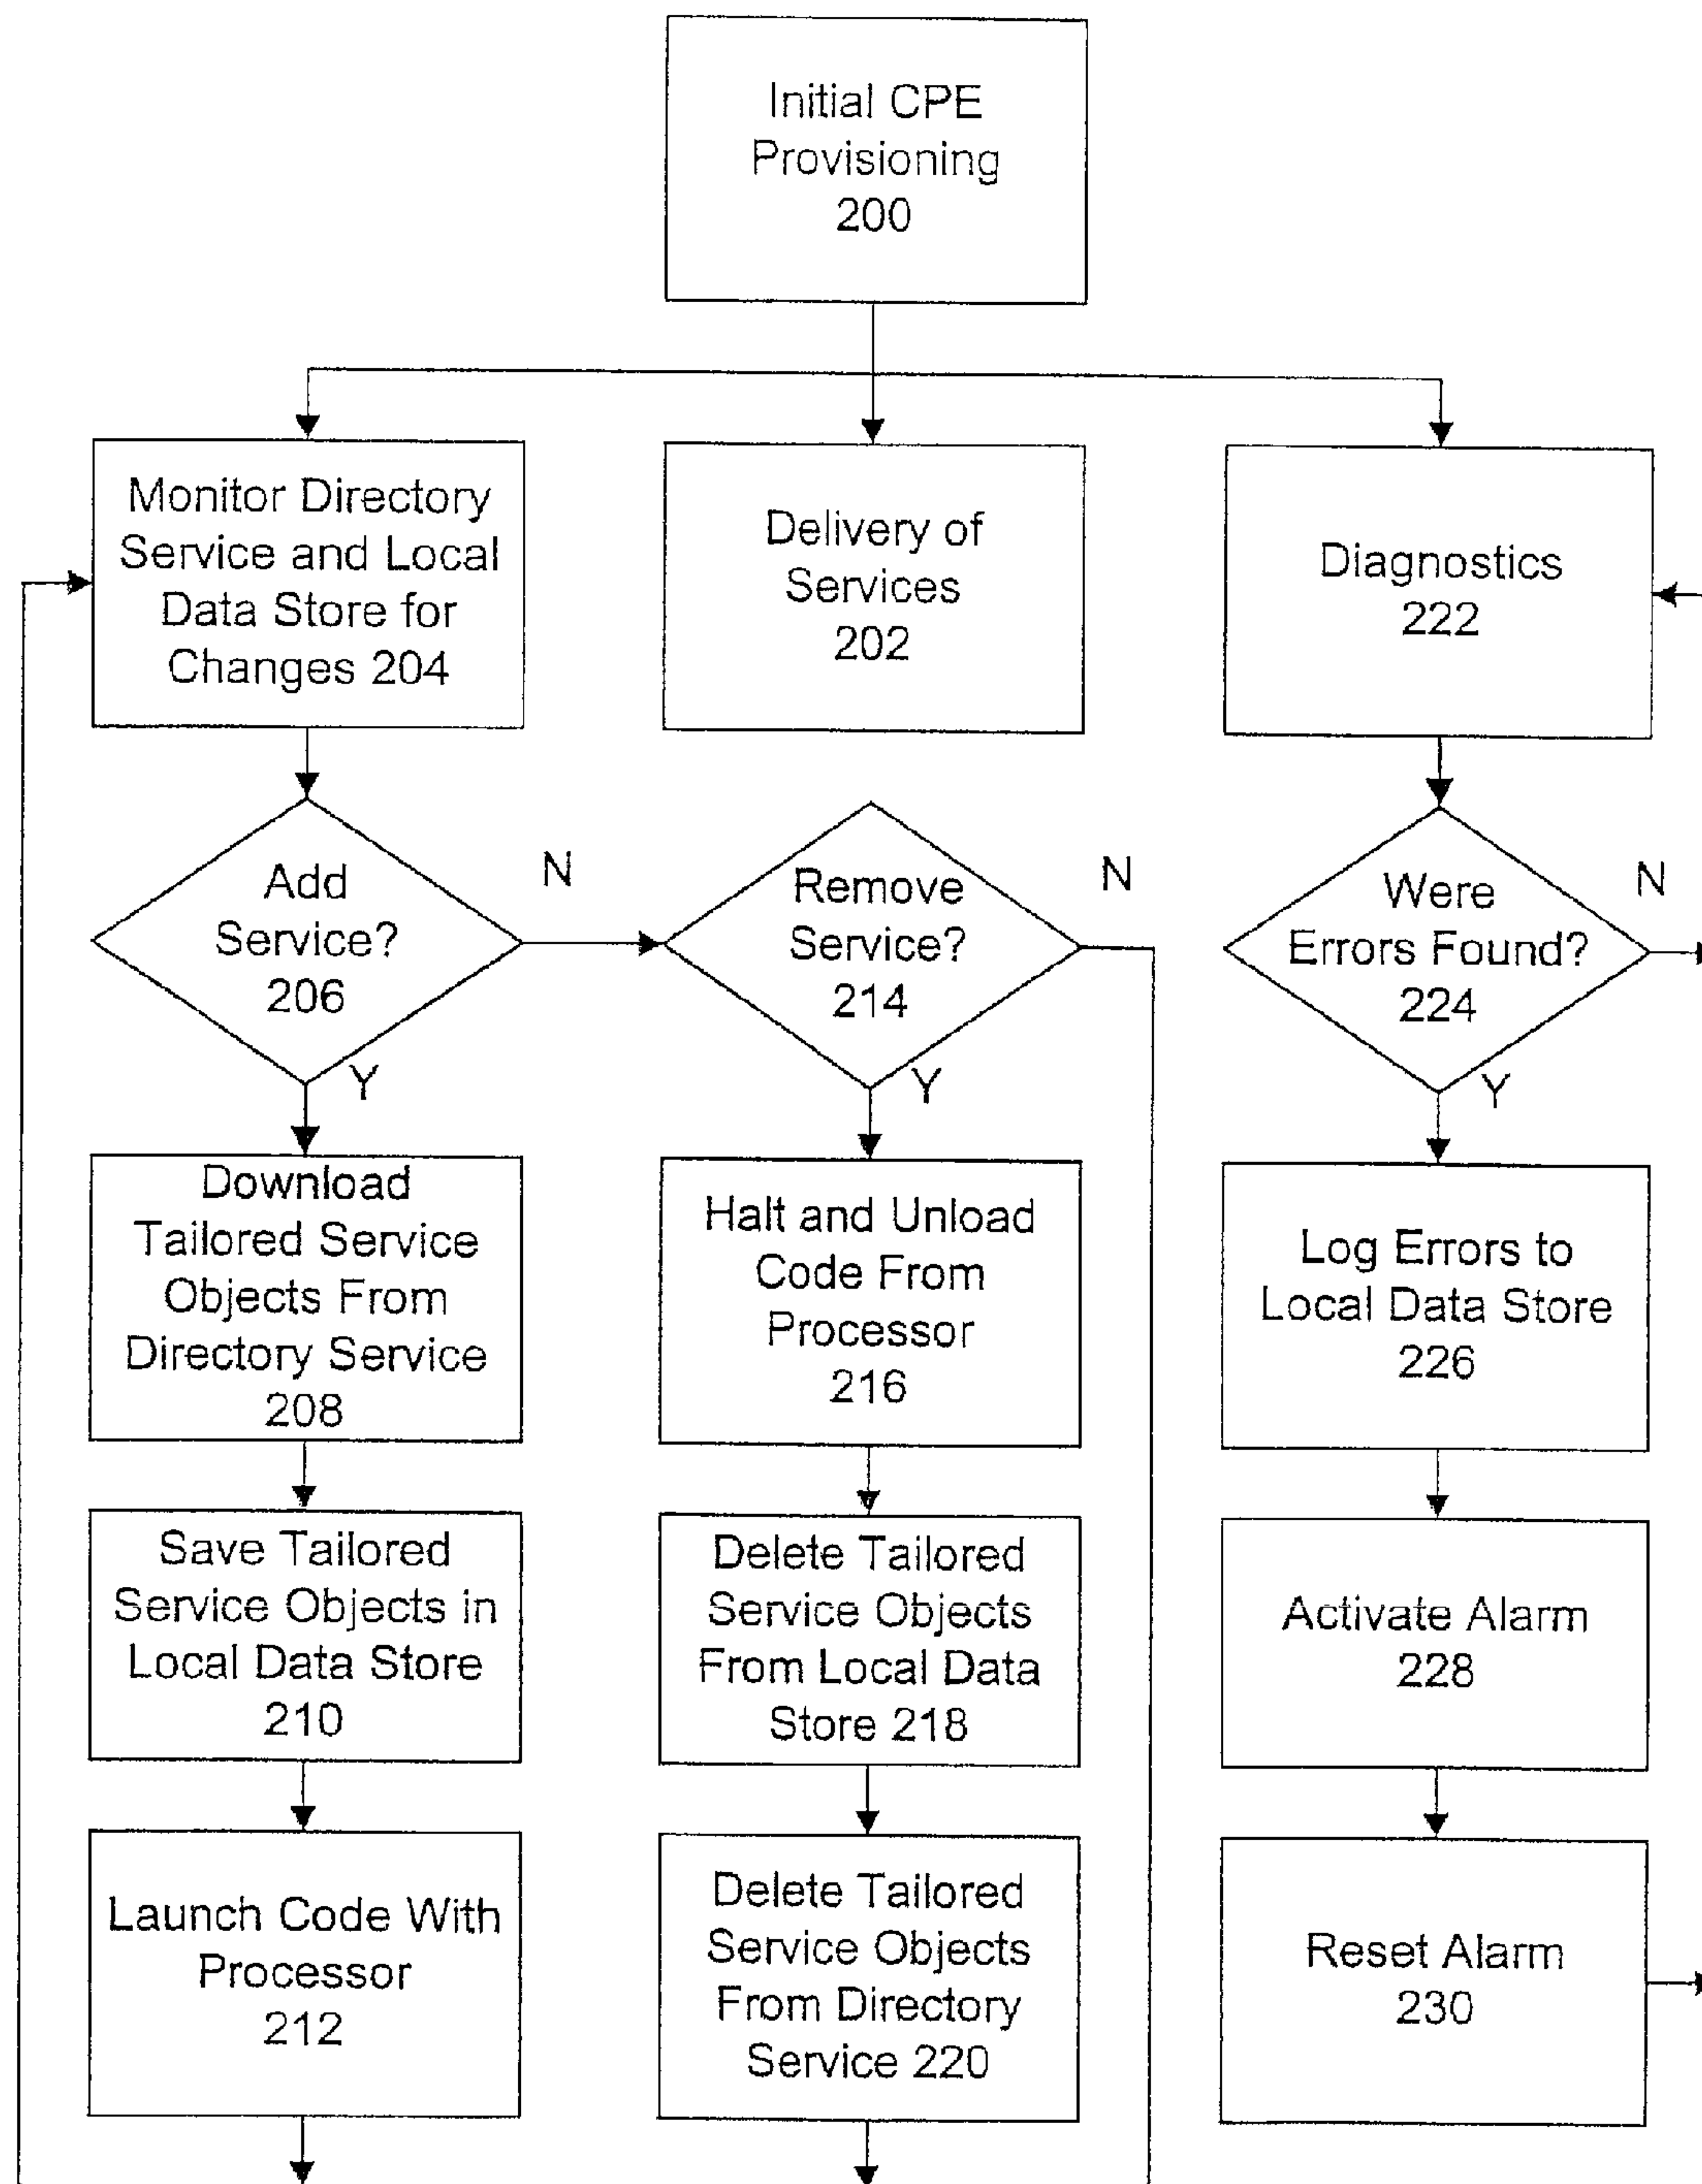 Initial CPE
Provisioning
200
Monitor Directory
Service and Local
Data Store for
Changes 204
Delivery of
Services
202
Diagnostics
222
Add
Service?
206
N
Y
Remove
Service?
214
N
Y
Were
Errors Found?
224
N
Y
Download
Tailored Service
Objects From
Directory Service
208
Halt and Unload
Code From
Processor
216
Log Errors to
Local Data Store
226
Save Tailored
Service Objects in
Local Data Store
210
Delete Tailored
Service Objects
From Local Data
Store 218
Activate Alarm
228
Launch Code With
Processor
212
Delete Tailored
Service Objects
From Directory
Service 220
Reset Alarm
230